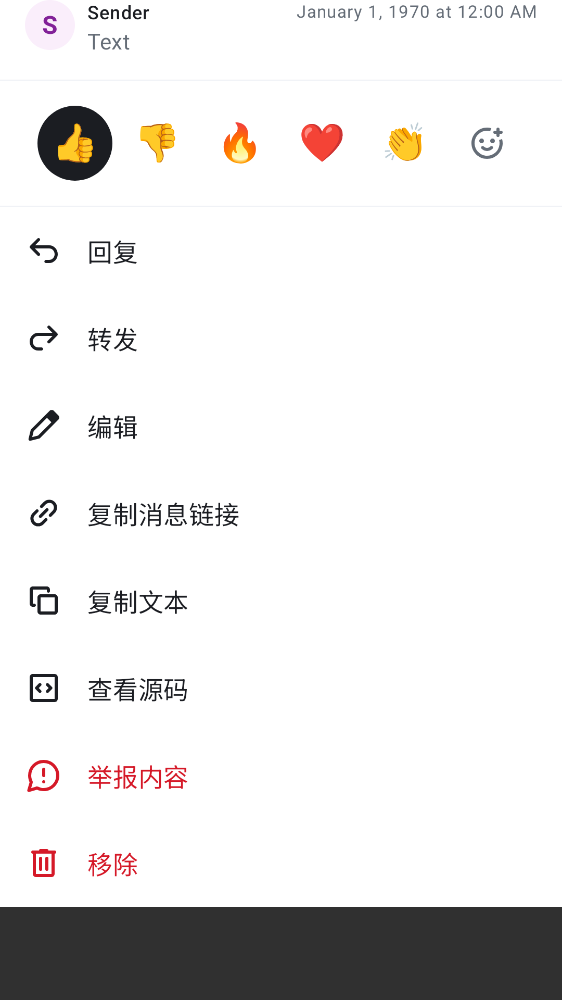 S
Sender
January 1, 1970 at 12:00 AM
Text
回复
转发
编辑
复制消息链接
复制文本
查看源码
举报内容
移除